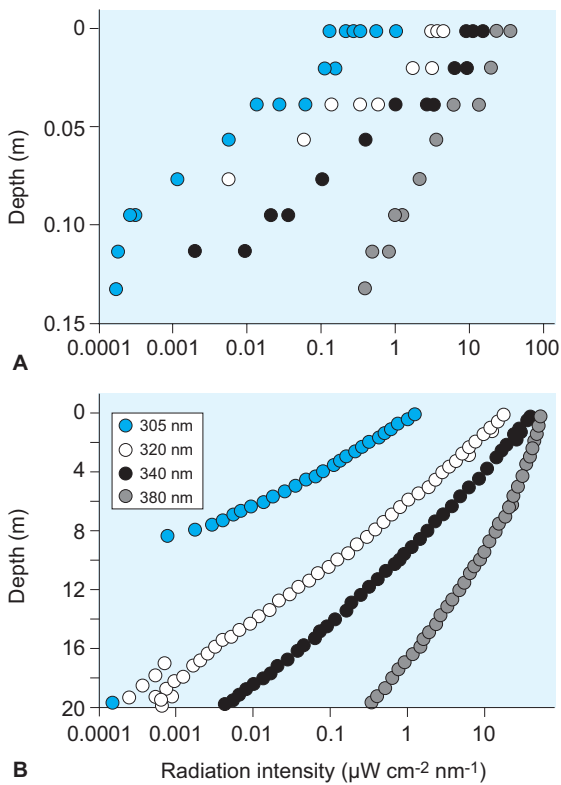 0
0.05
0.10
0.15
Depth (m)
0.0001 0.001 0.01 0.1 1 10 100
A
305 nm
320 nm
340 nm
380 nm
0
4
8
12
16
20
Depth (m)
0.0001 0.001 0.01 0.1 1 10
B
Radiation intensity (µW cm-2 nm-1)